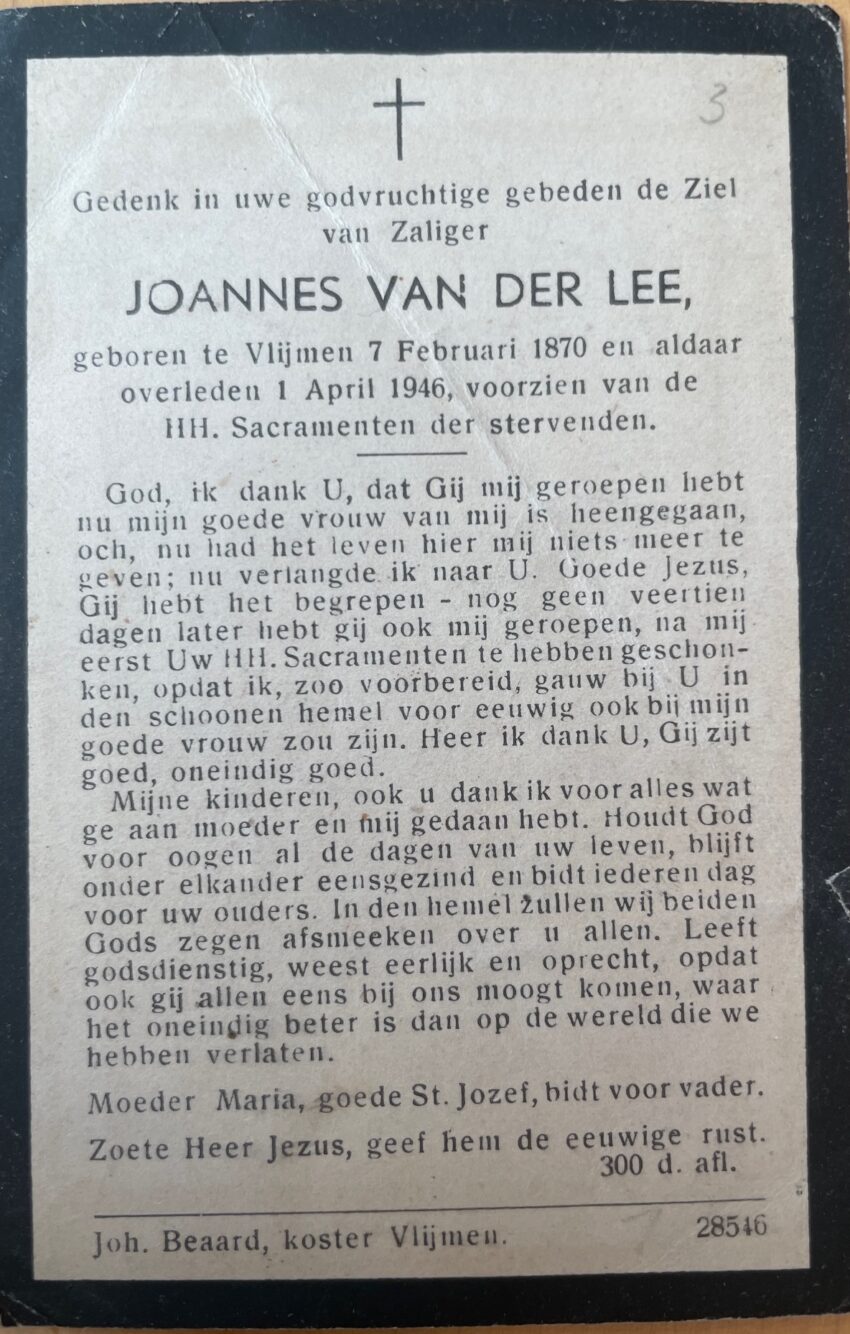 3
Gedenk in uwe godvruchtige gebeden de Ziel
van Zaliger
JOANNES VAN DER LEE,
geboren te Vlijmen 7 Februari 1870 en aldaar
overleden 1 April 1946, voorzien van de
HH. Sacramenten der stervenden.
God, ik dank U, dat Gij mij geroepen hebt
nu mijn goede vrouw van mij is heengegaan,
och, nu had het leven hier mij niets meer te
geven; nu verlangde ik naar U. Goede Jezus,
Gij hebt het begrepen - nog geen veertien
dagen later hebt gij ook mij geroepen, na mij
eerst Uw HH. Sacramenten te hebben geschon-
ken, opdat ik, zoo voorbereid, gauw bij U in
den schoonen hemel voor eeuwig ook bij mijn
goede vrouw zou zijn. Heer ik dank U, Gij zijt
goed, oneindig goed.
Mijne kinderen, ook u dank ik voor alles wat
ge aan moeder en mij gedaan hebt. Houdt God
voor oogen al de dagen van uw leven, blijft
onder elkander eensgezind en bidt iederen dag
voor uw ouders. In den hemel zullen wij beiden
Gods zegen afsmeeken over u allen. Leeft
godsdienstig, weest eerlijk en oprecht, opdat
ook gij allen eens bij ons moogt komen, waar
het oneindig beter is dan op de wereld die we
hebben verlaten.
Moeder Maria, goede St. Jozef, bidt voor vader.
Zoete Heer Jezus, geef hem de eeuwige rust.
300 d. afl.
Joh. Beaard, koster Vlijmen. 28546